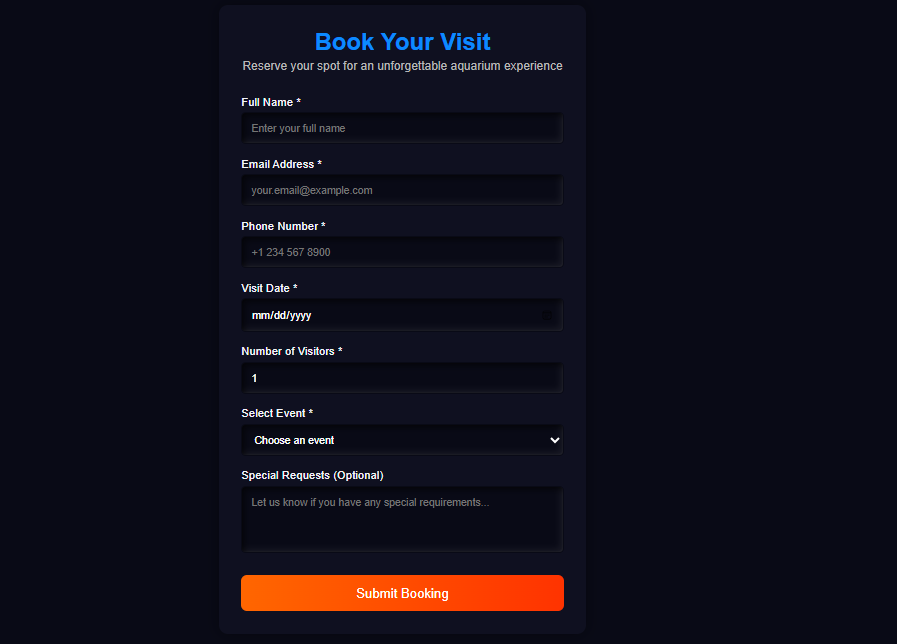 Book Your Visit
Reserve your spot for an unforgettable aquarium experience
Full Name *
Enter your full name
Email Address *
your.email@example.com
Phone Number *
+1 234 567 8900
Visit Date *
mm/dd/yyyy
Number of Visitors *
1
Select Event *
Choose an event
Special Requests (Optional)
Let us know if you have any special requirements...
Submit Booking